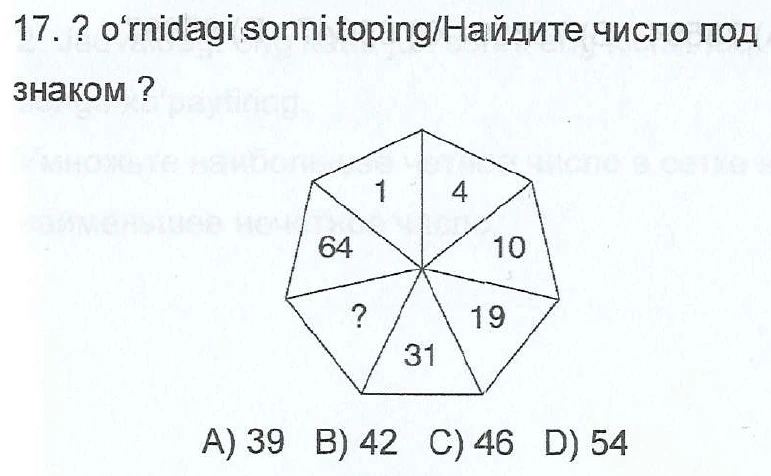 17. ? o‘rnidagi sonni toping/Найдите число под
знаком ?
1 4
64 10
? 19
31
A) 39 B) 42 C) 46 D) 54